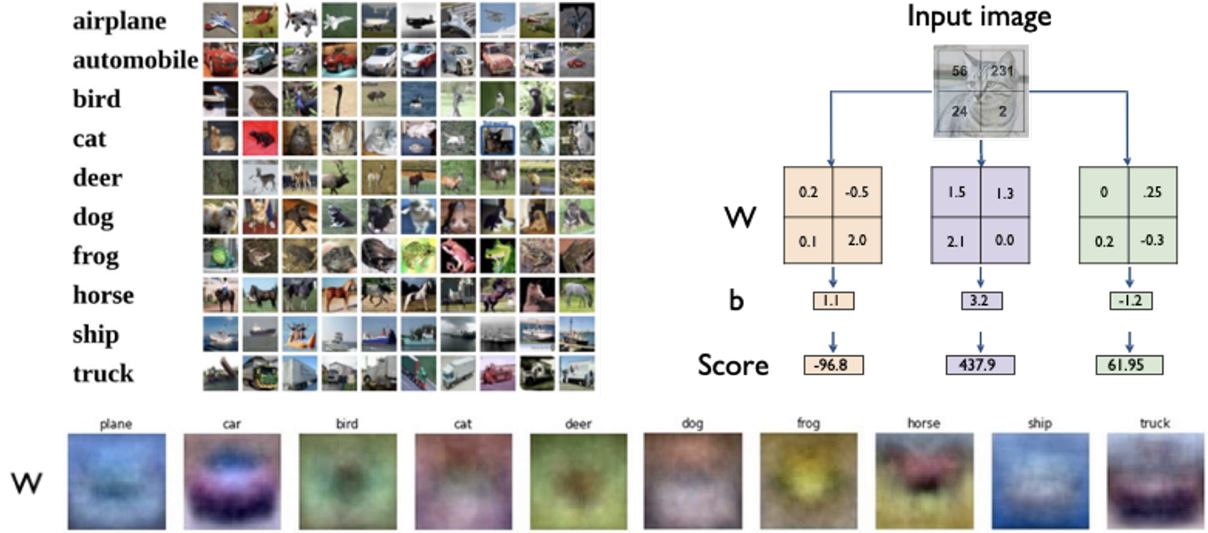 airplane
automobile
bird
cat
deer
dog
frog
horse
ship
truck
Input image
56 231
24 2
W
0.2 -0.5
0.1 2.0
1.5 1.3
2.1 0.0
0 .25
0.2 -0.3
b
1.1 3.2 -1.2
Score
-96.8 437.9 61.95
plane car bird cat deer dog frog horse ship truck
W